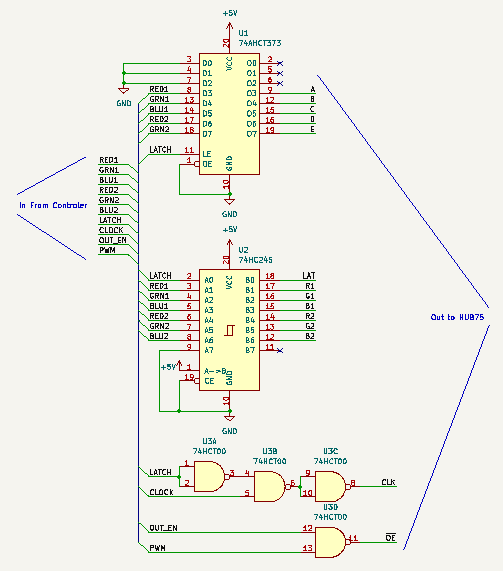 +5V
U1
74AHCT373
20
VCC
3 D0 O0 2
4 D1 O1 5
7 D2 O2 6
RED1 8 D3 O3 9 A
GRN1 13 D4 O4 12 B
BLU1 14 D5 O5 15 C
RED2 17 D6 O6 16 D
GRN2 18 D7 O7 19 E
GND
LATCH 11 LE
1 OE
GND
10
GND
RED1
GRN1
BLU1
RED2
GRN2
BLU2
LATCH
CLOCK
OUT_EN
PWM
In From Controler
+5V
U2
74HC245
20
VCC
LATCH 2 A0 B0 18 LAT
RED1 3 A1 B1 17 R1
GRN1 4 A2 B2 16 G1
BLU1 5 A3 B3 15 B1
RED2 6 A4 B4 14 R2
GRN2 7 A5 B5 13 G2
BLU2 8 A6 B6 12 B2
9 A7 B7 11
+5V
1 A->B
19 CE
GND
10
GND
Out to HUB75
U3A
74HCT00
U3B
74HCT00
U3C
74HCT00
LATCH 1 2 3
CLOCK 4 5 6
9 10 8 CLK
U3D
74HCT00
OUT_EN 12
PWM 13 11 OE